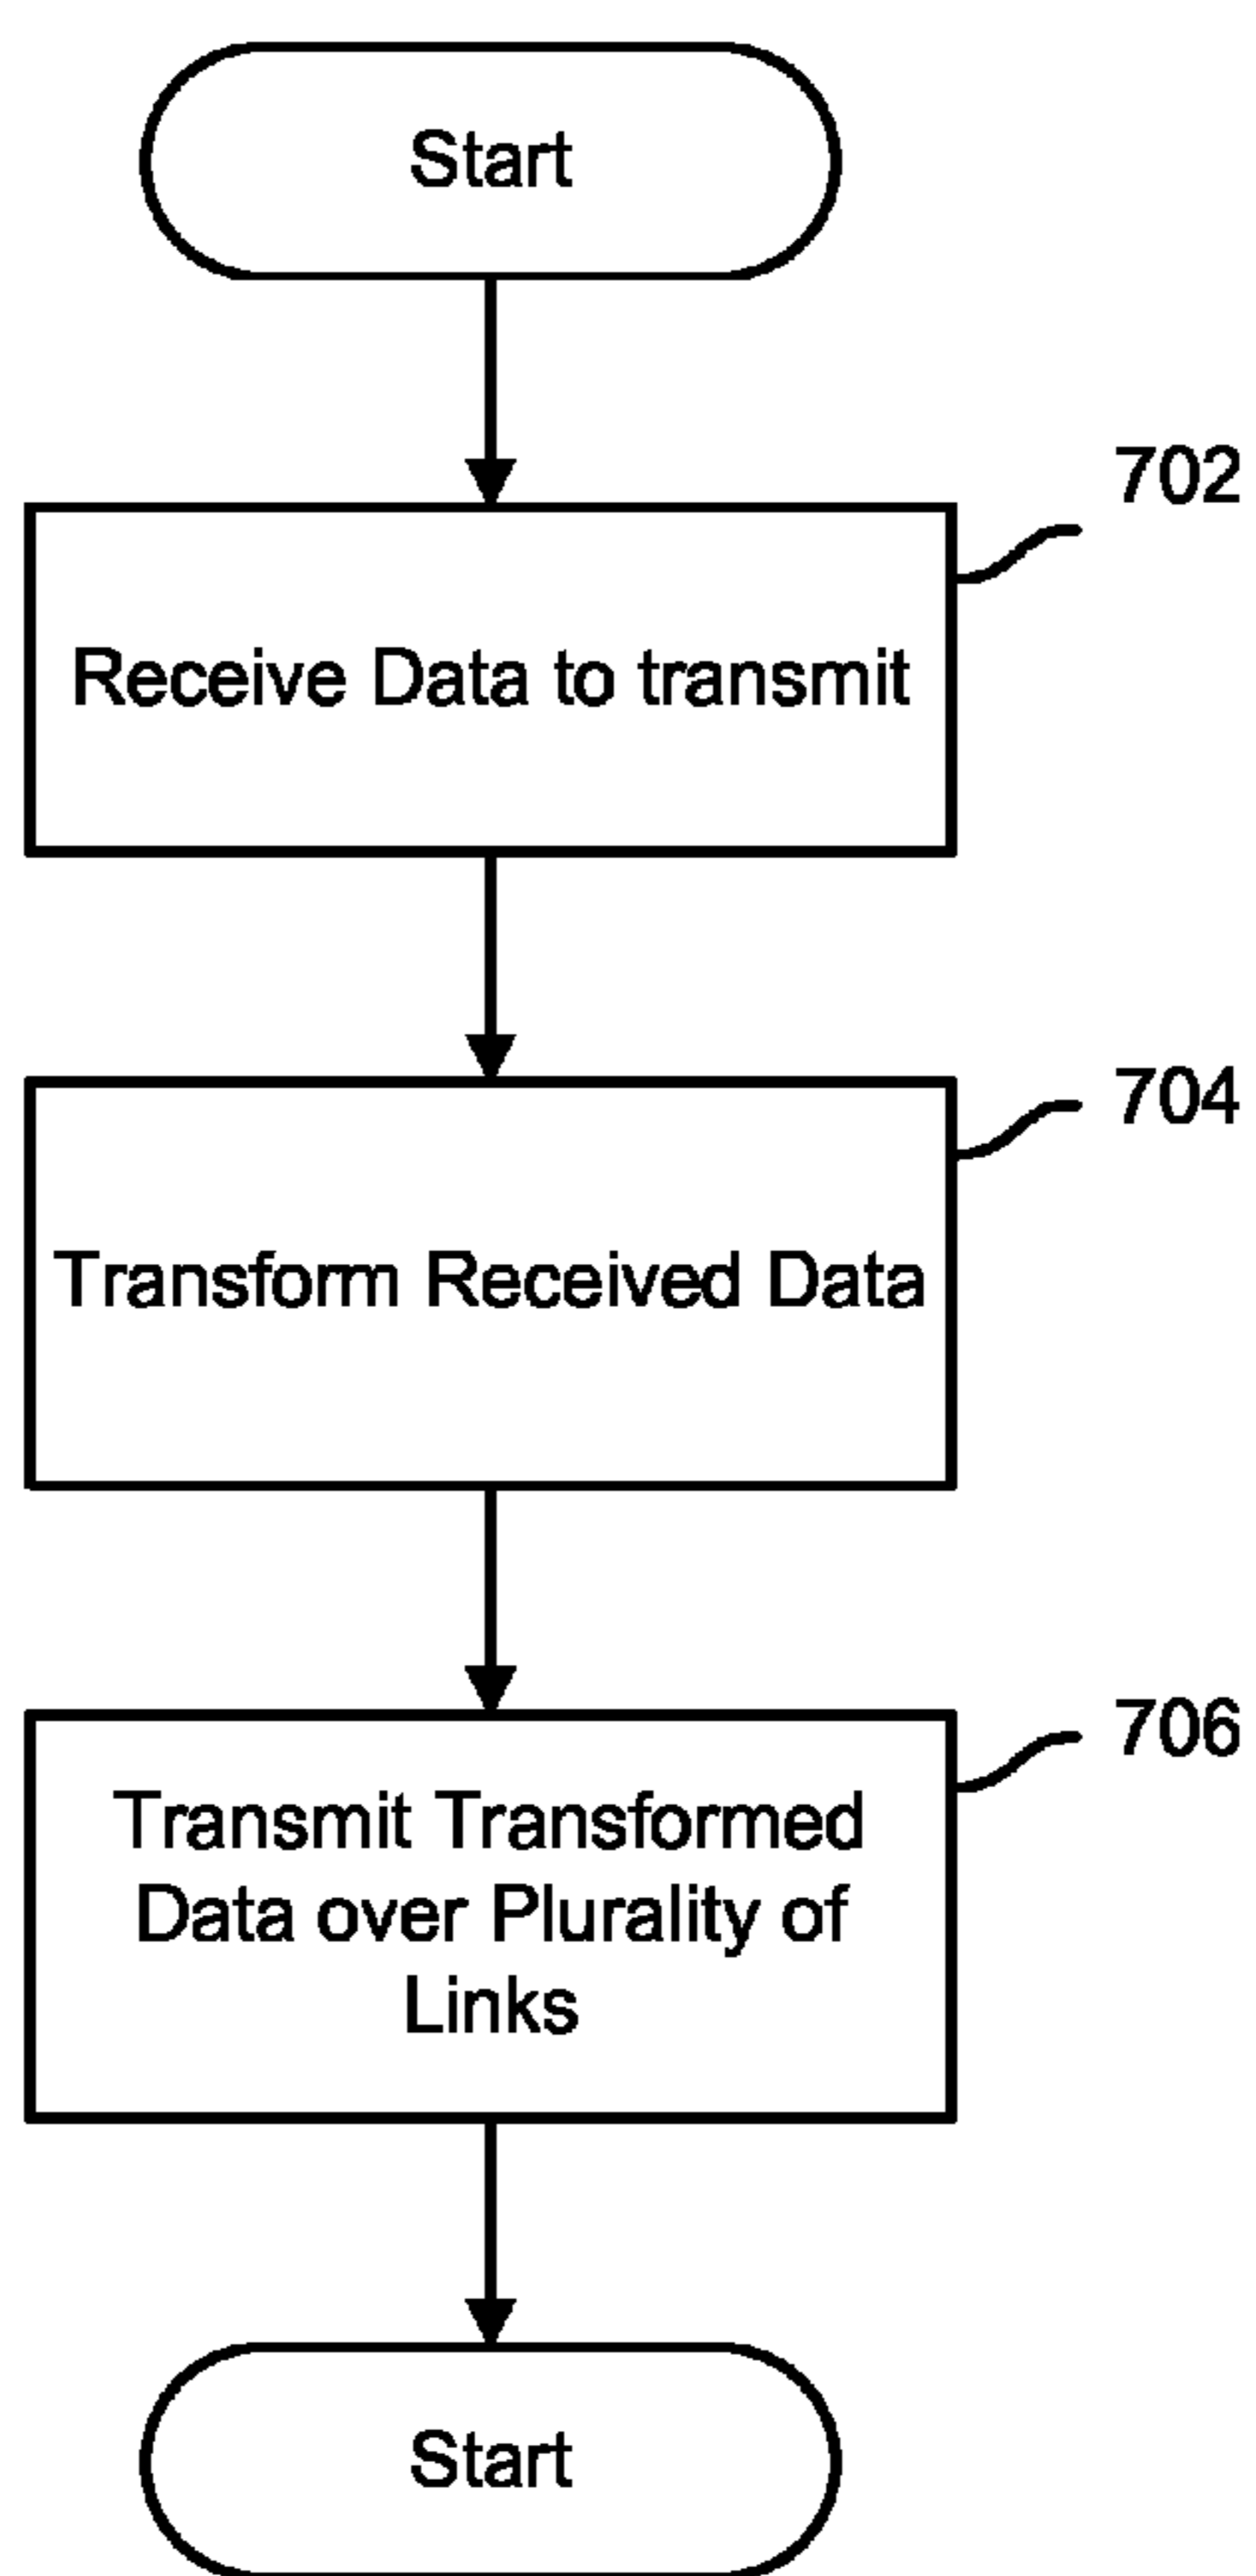 Start
702
Receive Data to transmit
704
Transform Received Data
706
Transmit Transformed
Data over Plurality of
Links
Start